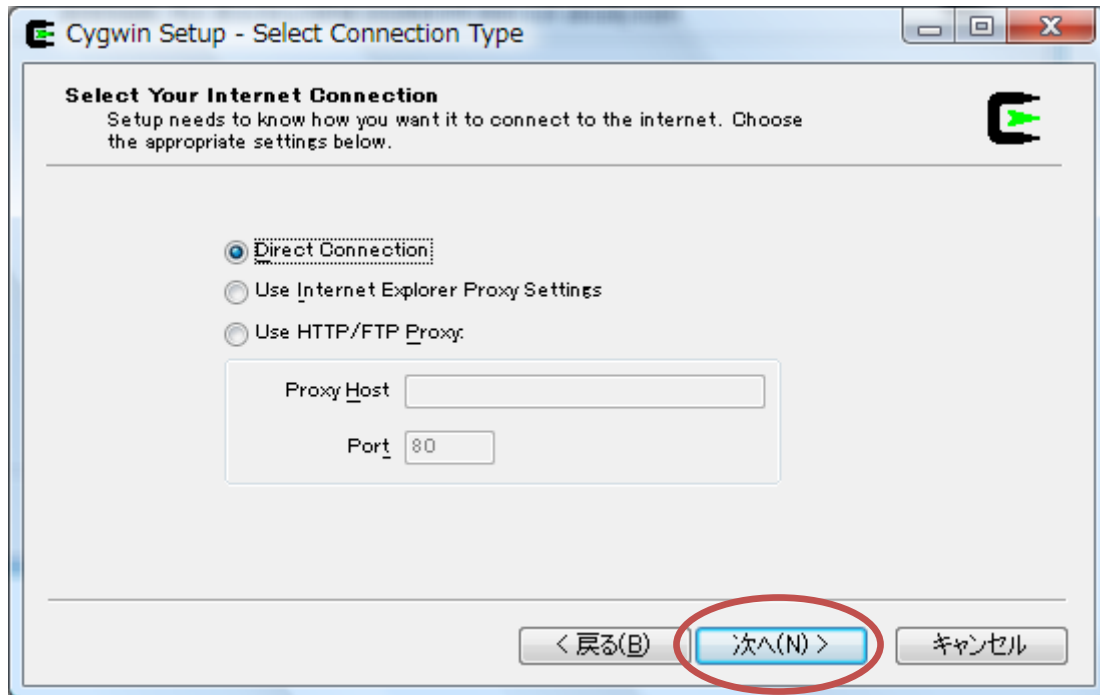 Cygwin Setup - Select Connection Type
Select Your Internet Connection
Setup needs to know how you want it to connect to the internet. Choose
the appropriate settings below.
Direct Connection
Use Internet Explorer Proxy Settings
Use HTTP/FTP Proxy:
Proxy Host
Port 80
< 戻る(B) 次へ(N) > キャンセル